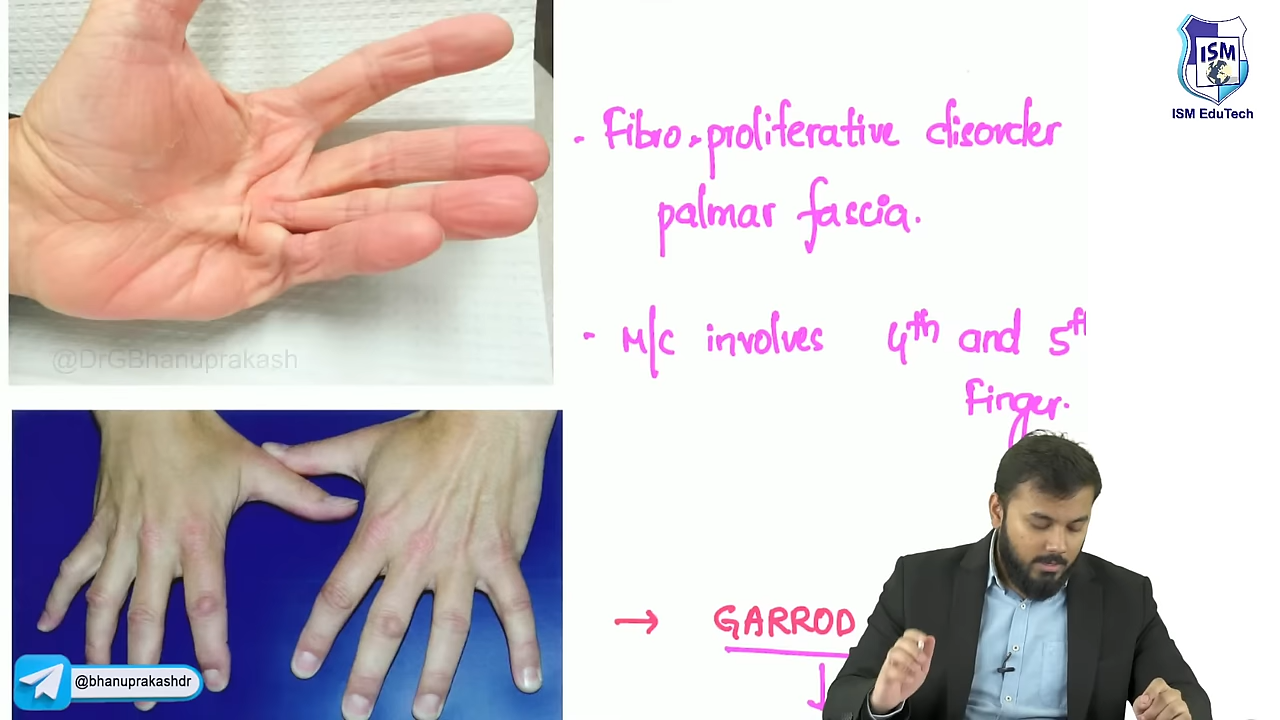 ISM
ISM EduTech
- Fibro-proliferative disorder
palmar fascia.
- M/C involves 4th and 5th
Finger.
@DrGBhanuprakash
→ GARROD
@bhanuprakashdr